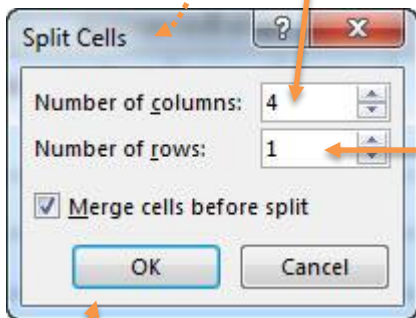 Split Cells
Number of columns: 4
Number of rows: 1
Merge cells before split
OK Cancel